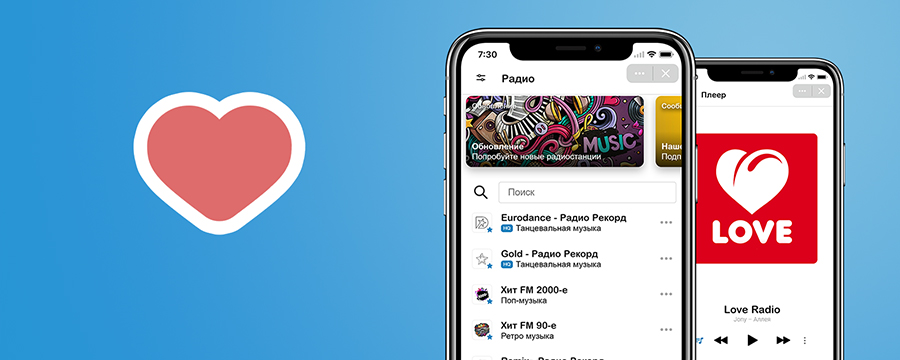 7:30
Радио
Обновление
Обновление
Попробуйте новые радиостанции
MUSIC
Сообщ
Наше
Подп
Поиск
Eurodance - Радио Рекорд
HQ Танцевальная музыка
Gold - Радио Рекорд
HQ Танцевальная музыка
Хит FM 2000-е
Поп-музыка
Хит FM 90-е
Ретро музыка
Плеер
LOVE
Love Radio
Jony - Аллея